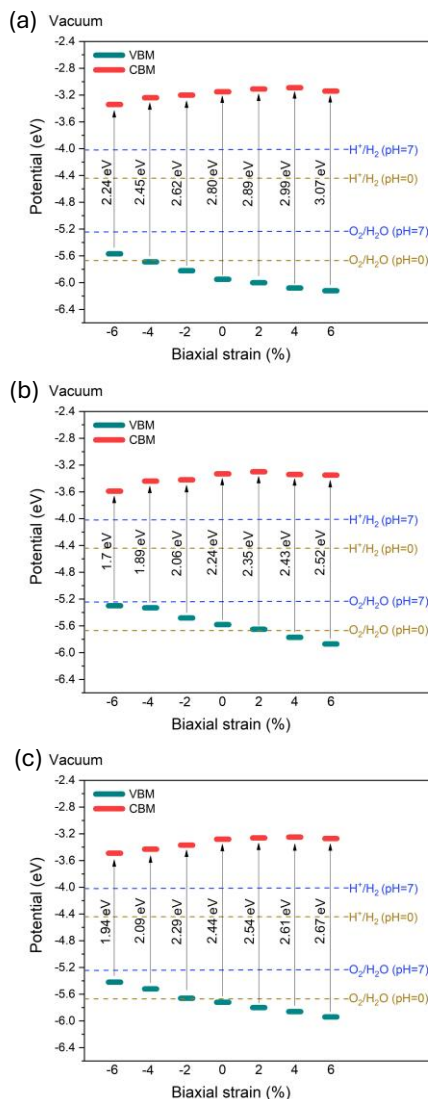 (a) Vacuum
-2.4
VBM
CBM
-2.8
-3.2
-3.6
-4.0
H⁺/H₂ (pH=7)
-4.4
H⁺/H₂ (pH=0)
-4.8
-5.2
O₂/H₂O (pH=7)
-5.6
O₂/H₂O (pH=0)
-6.0
-6.4
Potential (eV)
2.24 eV
2.45 eV
2.62 eV
2.80 eV
2.89 eV
2.99 eV
3.07 eV
-6 -4 -2 0 2 4 6
Biaxial strain (%)
(b) Vacuum
-2.4
VBM
CBM
-2.8
-3.2
-3.6
-4.0
H⁺/H₂ (pH=7)
-4.4
H⁺/H₂ (pH=0)
-4.8
-5.2
O₂/H₂O (pH=7)
-5.6
O₂/H₂O (pH=0)
-6.0
-6.4
Potential (eV)
1.7 eV
1.89 eV
2.06 eV
2.24 eV
2.35 eV
2.43 eV
2.52 eV
-6 -4 -2 0 2 4 6
Biaxial strain (%)
(c) Vacuum
-2.4
VBM
CBM
-2.8
-3.2
-3.6
-4.0
H⁺/H₂ (pH=7)
-4.4
H⁺/H₂ (pH=0)
-4.8
-5.2
O₂/H₂O (pH=7)
-5.6
O₂/H₂O (pH=0)
-6.0
-6.4
Potential (eV)
1.94 eV
2.09 eV
2.29 eV
2.44 eV
2.54 eV
2.61 eV
2.67 eV
-6 -4 -2 0 2 4 6
Biaxial strain (%)